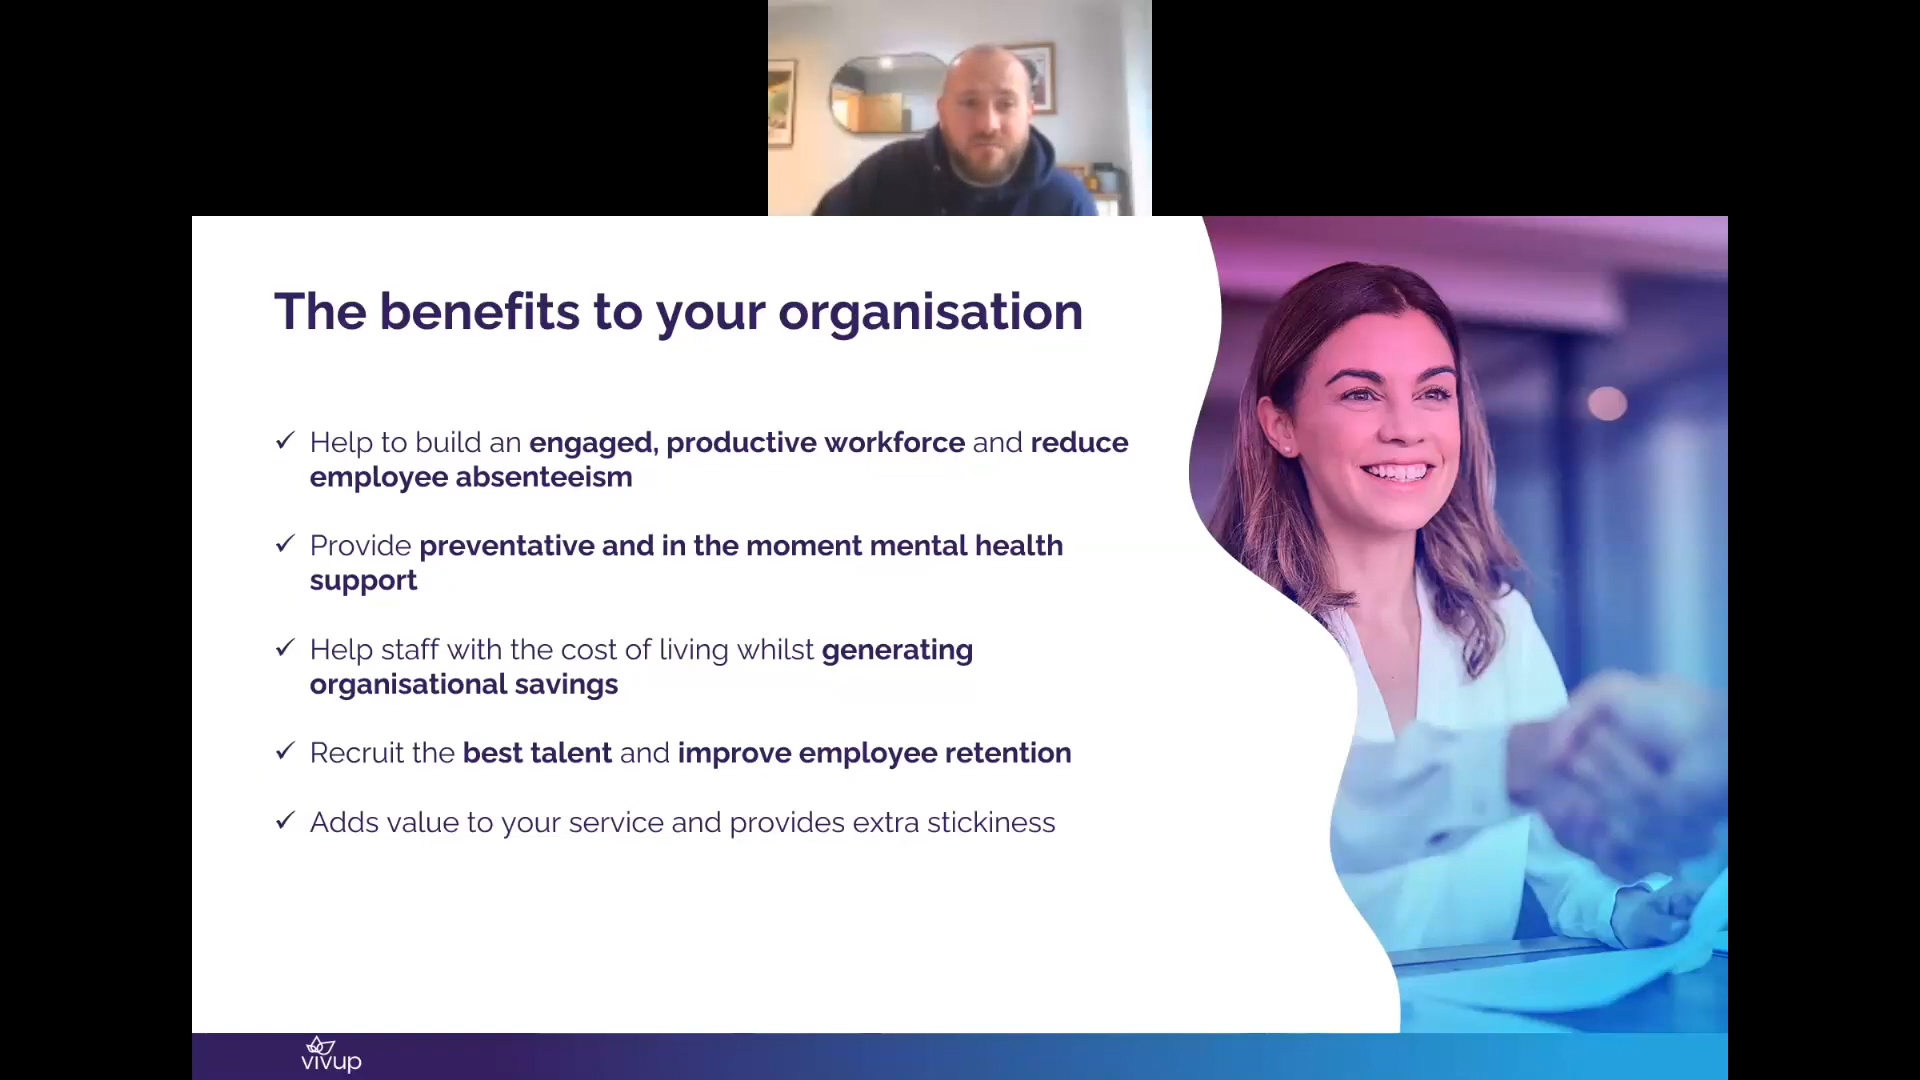 The benefits to your organisation
✓ Help to build an engaged, productive workforce and reduce
employee absenteeism
✓ Provide preventative and in the moment mental health
support
✓ Help staff with the cost of living whilst generating
organisational savings
✓ Recruit the best talent and improve employee retention
✓ Adds value to your service and provides extra stickiness
vivup